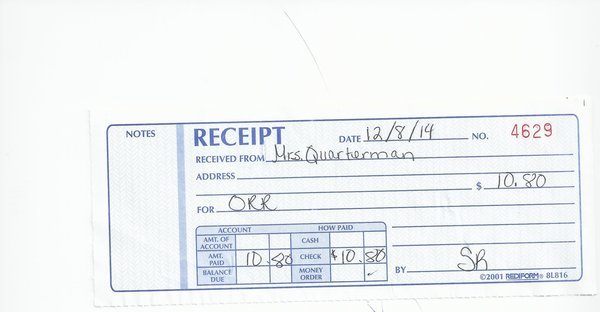 NOTES
RECEIPT DATE 12/8/14 NO. 4629
RECEIVED FROM Mrs. Quarterman
ADDRESS
$ 10.80
FOR ORR
ACCOUNT HOW PAID
AMT. OF ACCOUNT CASH
AMT. PAID 10.80 CHECK $10.80
BALANCE DUE MONEY ORDER ✓
BY SR
©2001 REDIFORM® 8L816